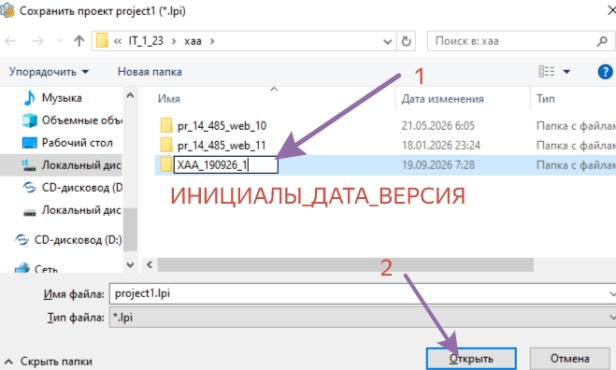 Сохранить проект project1 (*.lpi)
« IT_1_23 › xaa ›
Поиск в: xaa
Упорядочить
Новая папка
1
Имя
Дата изменения
Тип
Музыка
Объемные объ
Рабочий стол
Локальный дис
CD-дисковод (D
Локальный дис
CD-дисковод (D:)
Сеть
pr_14_485_web_10
21.05.2026 6:05
Папка с файлам
pr_14_485_web_11
18.01.2026 23:24
Папка с файлам
XAA_190926_1
19.09.2026 7:28
Папка с файлам
ИНИЦИАЛЫ_ДАТА_ВЕРСИЯ
2
Имя файла:
project1.lpi
Тип файла:
*.lpi
Скрыть папки
Открыть
Отмена